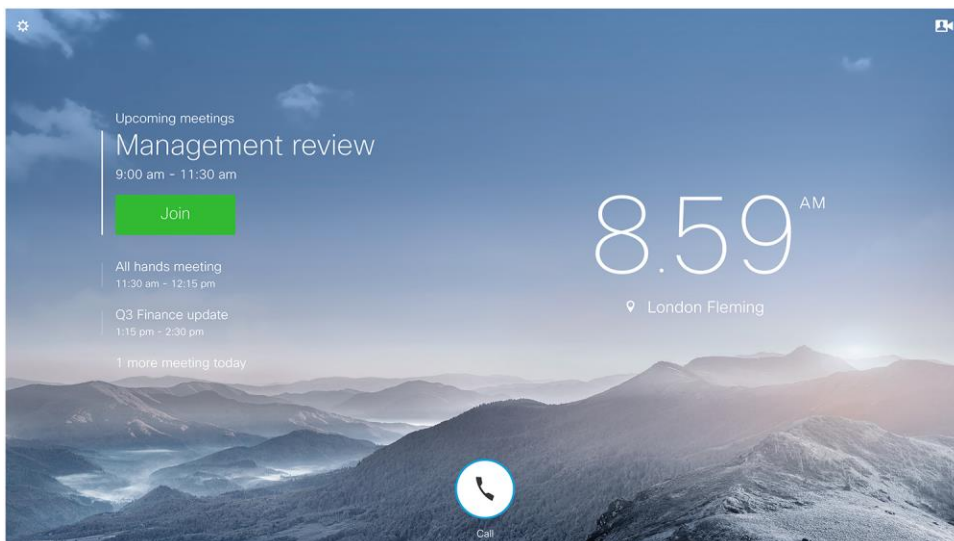 Upcoming meetings
Management review
9:00 am - 11:30 am
Join
All hands meeting
11:30 am - 12:15 pm
Q3 Finance update
1:15 pm - 2:30 pm
1 more meeting today
8.59 AM
London Fleming
Call